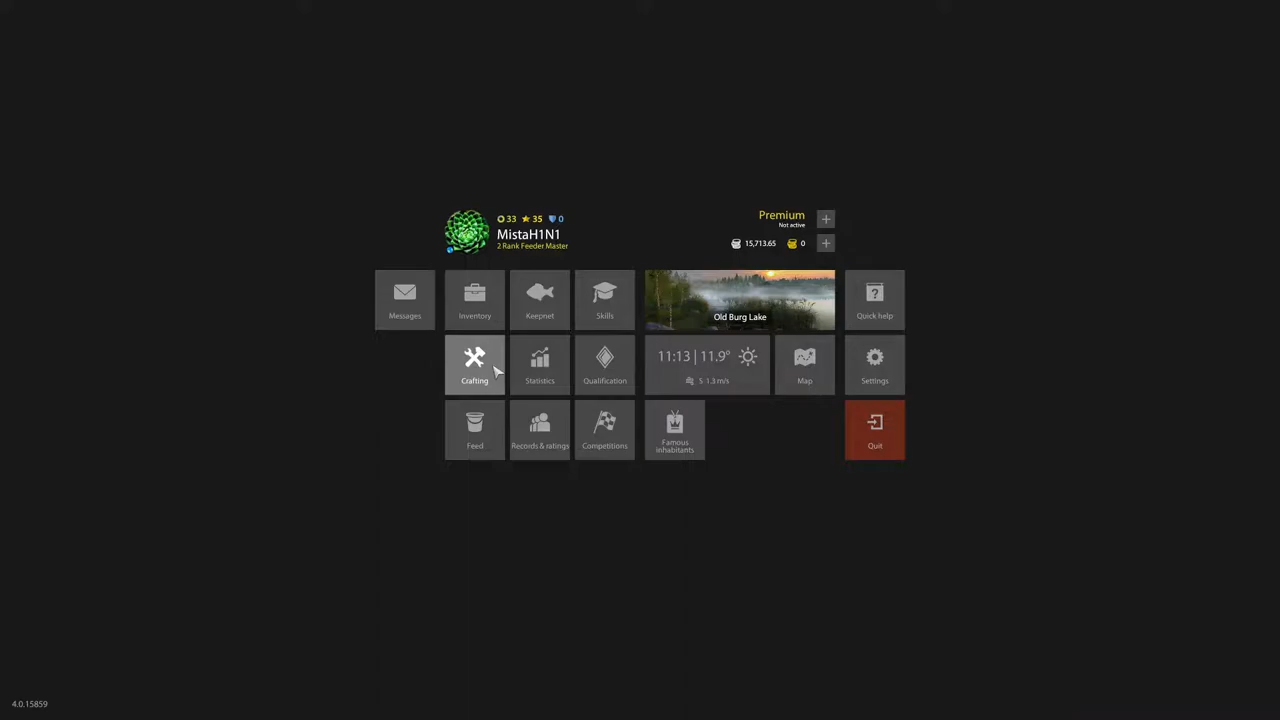 33 35 0
MistaH1N1
2 Rank Feeder Master
Premium
Not active
15,713.65 0
Messages
Inventory
Keepnet
Skills
Old Burg Lake
Quick help
Crafting
Statistics
Qualification
11:13 | 11.9°
S 1.3 m/s
Map
Settings
Feed
Records & ratings
Competitions
Famous
inhabitants
Quit
4.0.15859